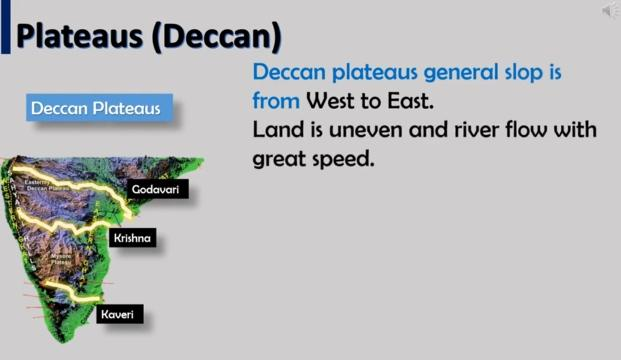 Plateaus (Deccan)
Deccan plateaus general slop is
from West to East.
Land is uneven and river flow with
great speed.
Deccan Plateaus
Deccan Plateau
Godavari
Krishna
Mysore
Plateau
Kaveri